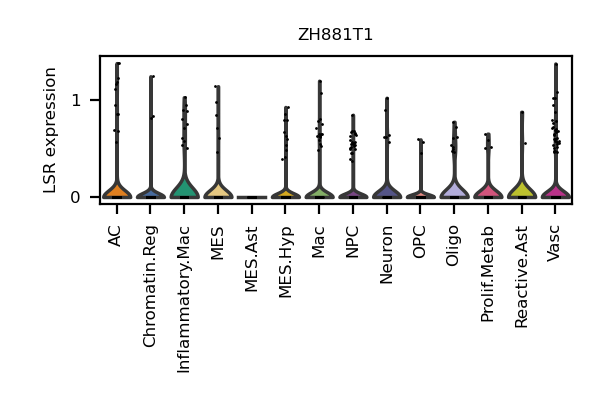 ZH881T1
LSR expression
1
0
AC
Chromatin.Reg
Inflammatory.Mac
MES
MES.Ast
MES.Hyp
Mac
NPC
Neuron
OPC
Oligo
Prolif.Metab
Reactive.Ast
Vasc